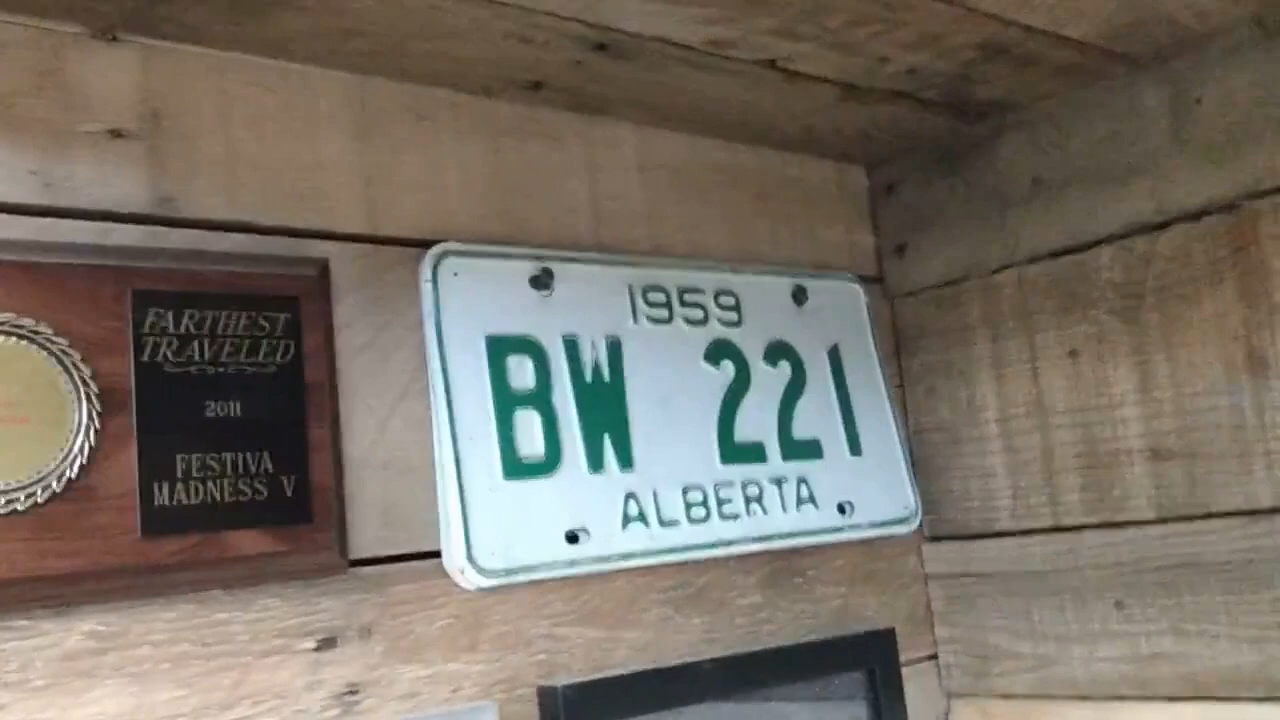 FARTHEST
TRAVELED
2011
FESTIVA
MADNESS V
1959
BW 221
ALBERTA